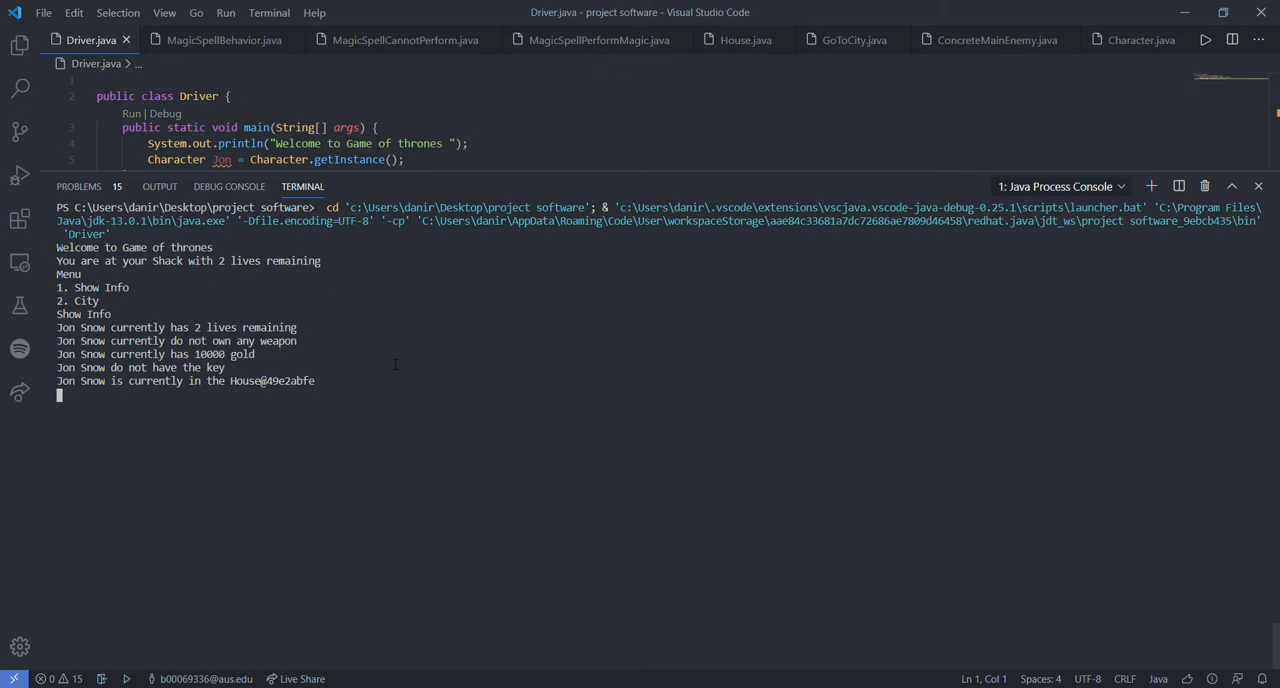 File Edit Selection View Go Run Terminal Help
Driver.java - project software - Visual Studio Code
Driver.java MagicSpellBehavior.java MagicSpellCannotPerform.java MagicSpellPerformMagic.java House.java GoToCity.java ConcreteMainEnemy.java Character.java
Driver.java > ...
1
2 public class Driver {
Run | Debug
3 public static void main(String[] args) {
4 System.out.println("Welcome to Game of thrones ");
5 Character Jon = Character.getInstance();
PROBLEMS 15 OUTPUT DEBUG CONSOLE TERMINAL 1: Java Process Console
PS C:\Users\danir\Desktop\project software> cd 'c:\Users\danir\Desktop\project software'; & 'c:\Users\danir\.vscode\extensions\vscjava.vscode-java-debug-0.25.1\scripts\launcher.bat' 'C:\Program Files\
Java\jdk-13.0.1\bin\java.exe' '-Dfile.encoding=UTF-8' '-cp' 'C:\Users\danir\AppData\Roaming\Code\User\workspaceStorage\aae84c33681a7dc72686ae7809d46458\redhat.java\jdt_ws\project software_9ebcb435\bin'
'Driver'
Welcome to Game of thrones
You are at your Shack with 2 lives remaining
Menu
1. Show Info
2. City
Show Info
Jon Snow currently has 2 lives remaining
Jon Snow currently do not own any weapon
Jon Snow currently has 10000 gold
Jon Snow do not have the key
Jon Snow is currently in the House@49e2abfe
0 15 b00069336@aus.edu Live Share Ln 1, Col 1 Spaces: 4 UTF-8 CRLF Java